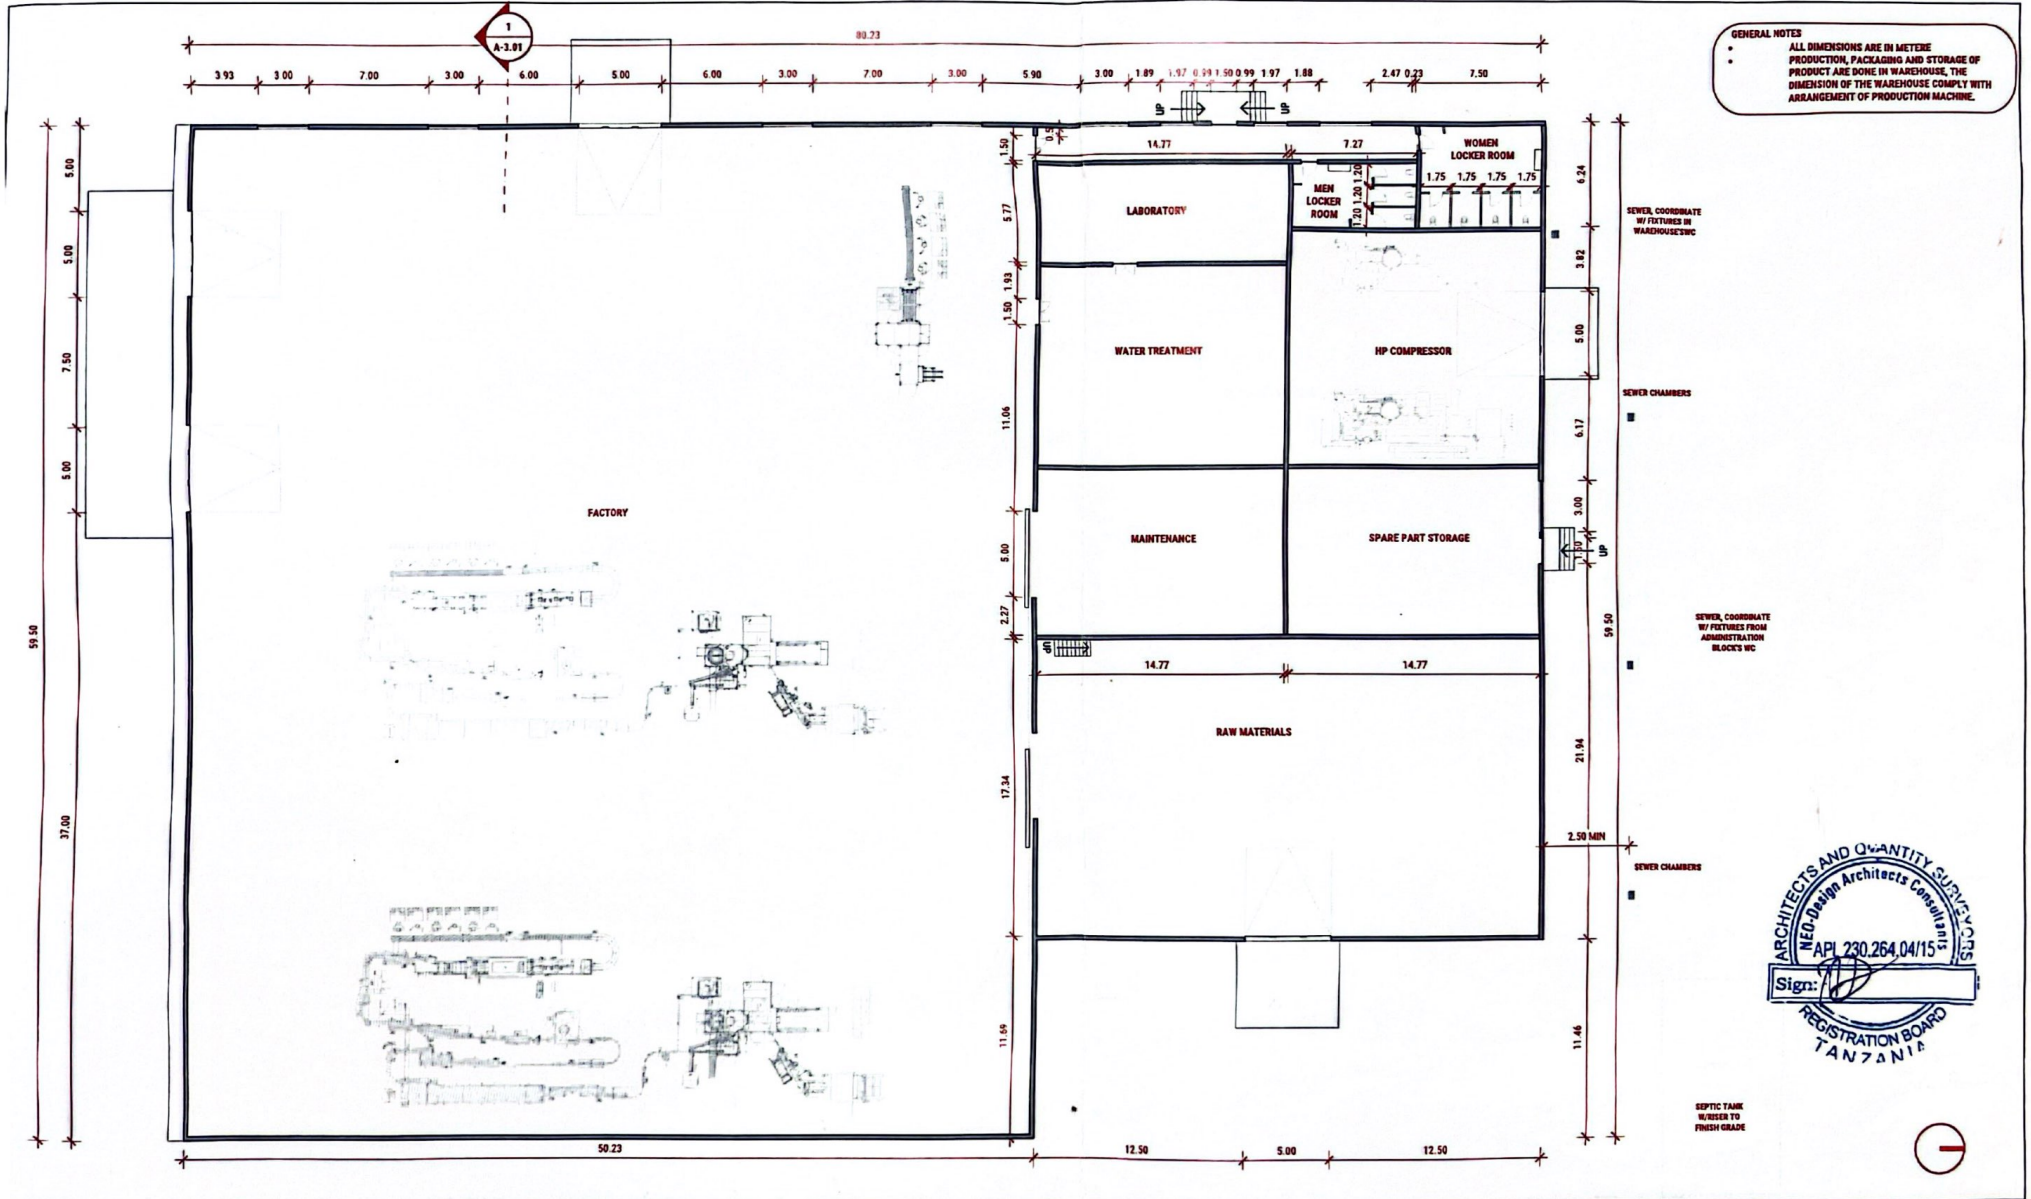 1
A-3.01
80.23
3.93 3.00 7.00 3.00 6.00 5.00 6.00 3.00 7.00 3.00 5.90 3.00 1.89 1.97 0.99 1.50 0.99 1.97 1.88 2.47 0.23 7.50
GENERAL NOTES
ALL DIMENSIONS ARE IN METERE
PRODUCTION, PACKAGING AND STORAGE OF
PRODUCT ARE DONE IN WAREHOUSE, THE
DIMENSION OF THE WAREHOUSE COMPLY WITH
ARRANGEMENT OF PRODUCTION MACHINE.
UP
UP
59.50
5.00
5.00
7.50
5.00
37.00
FACTORY
1.50
5.77
1.93
1.50
11.06
5.00
2.27
17.34
11.69
14.77
7.27
WOMEN
LOCKER ROOM
1.75 1.75 1.75 1.75
MEN
LOCKER
ROOM
1.20 1.20 1.20
LABORATORY
WATER TREATMENT
HP COMPRESSOR
MAINTENANCE
SPARE PART STORAGE
UP
14.77
14.77
RAW MATERIALS
6.24
3.82
5.00
6.17
3.00
1.50
UP
21.94
11.46
59.50
SEWER, COORDINATE
W/ FIXTURES IN
WAREHOUSE'SWC
SEWER CHAMBERS
SEWER, COORDINATE
W/ FIXTURES FROM
ADMINISTRATION
BLOCK'S WC
2.50 MIN
SEWER CHAMBERS
ARCHITECTS AND QUANTITY SURVEYORS
NEO-Design Architects Consultants
APL 230.264.04/15
Sign:
REGISTRATION BOARD
TANZANIA
SEPTIC TANK
W/RISER TO
FINISH GRADE
50.23
12.50
5.00
12.50